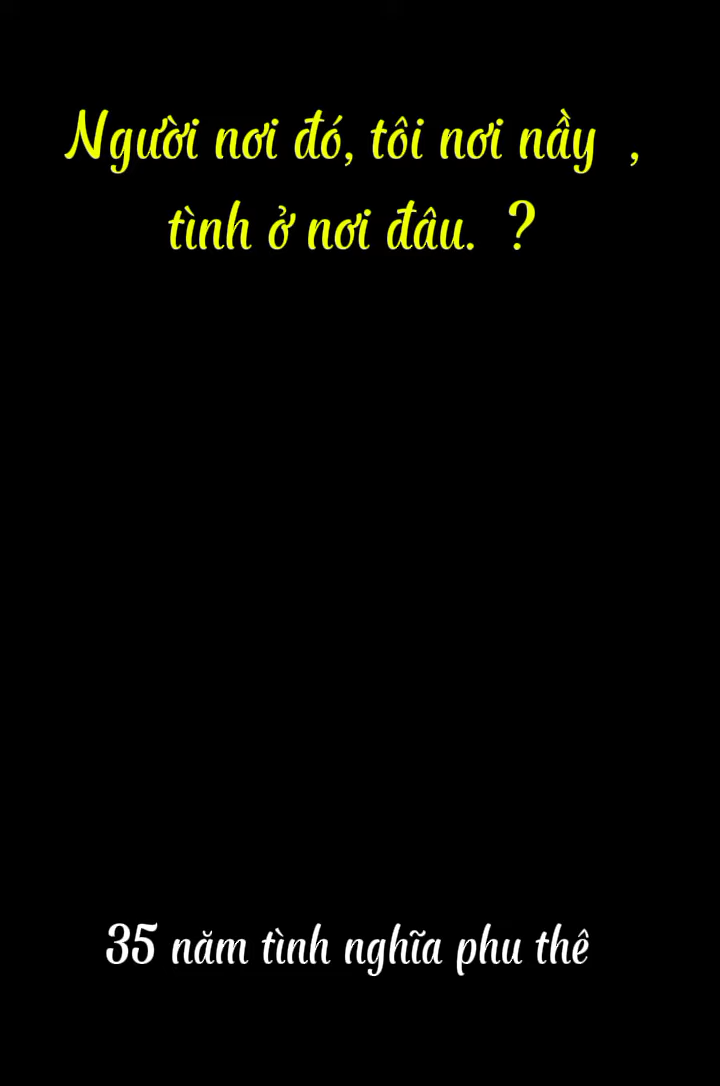 Người nơi đó, tôi nơi nầy ,
tình ở nơi đâu. ?
35 năm tình nghĩa phu thê